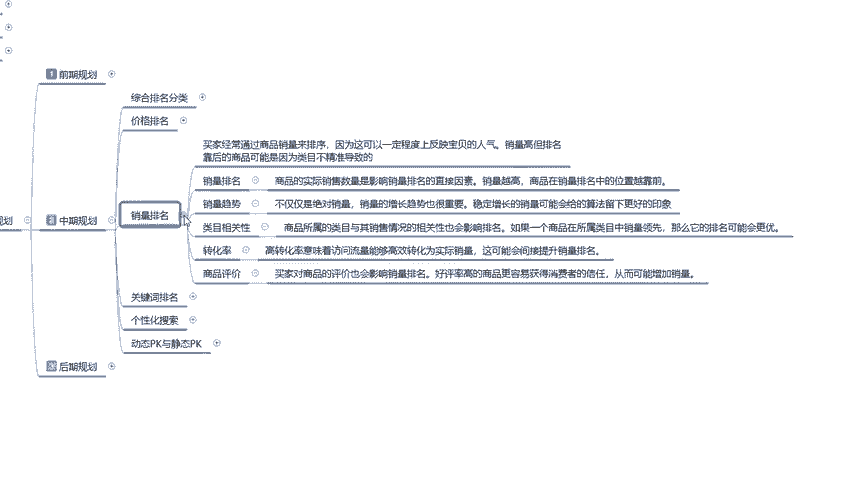 1 前期规划
综合排名分类
价格排名
买家经常通过商品销量来排序，因为这可以一定程度上反映宝贝的人气。销量高但排名
靠后的商品可能是因为类目不精准导致的
销量排名 商品的实际销售数量是影响销量排名的直接因素。销量越高，商品在销量排名中的位置越靠前。
销量趋势 不仅仅是绝对销量，销量的增长趋势也很重要。稳定增长的销量可能会给的算法留下更好的印象
销量排名
规划
中期规划
类目相关性 商品所属的类目与其销售情况的相关性也会影响排名。如果一个商品在所属类目中销量领先，那么它的排名可能会更优。
转化率 高转化率意味着访问流量能够高效转化为实际销量，这可能会间接提升销量排名。
商品评价 买家对商品的评价也会影响销量排名。好评率高的商品更容易获得消费者的信任，从而可能增加销量。
关键词排名
个性化搜索
动态PK与静态PK
后期规划